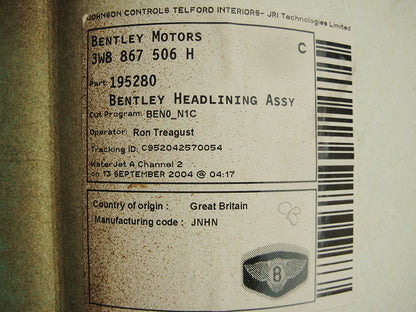 JOHNSON CONTROLS TELFORD INTERIORS- JRI Technologies Limited
BENTLEY MOTORS
3W8 867 506 H
C
Part 195280
BENTLEY HEADLINING ASSY
Cut Program: BEN0_N1C
Operator: Ron Treagust
Tracking ID: C952042570054
WaterJet A Channel 2
on 13 SEPTEMBER 2004 @ 04:17
Country of origin : Great Britain
Manufacturing code : JNHN
B